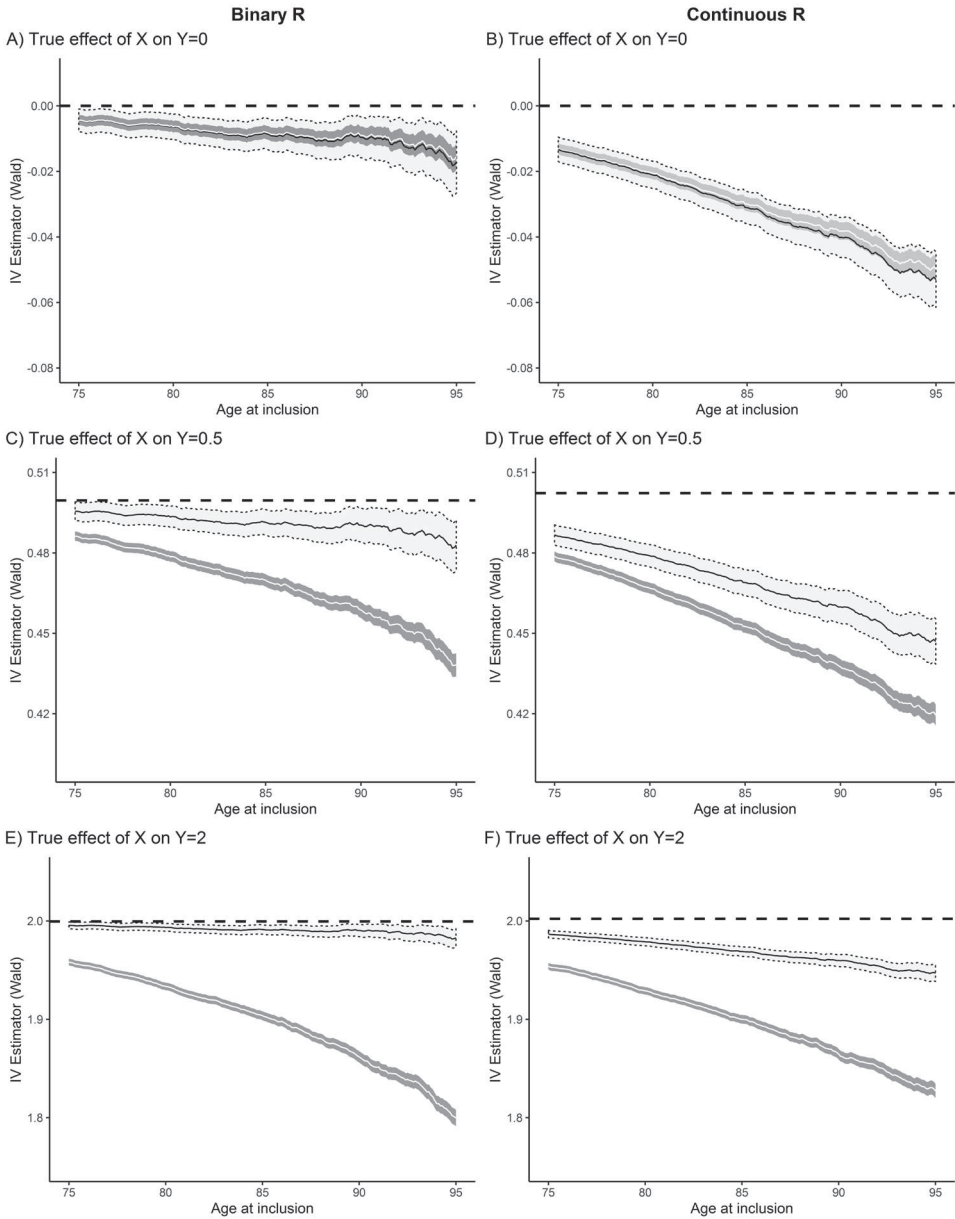 Binary R
Continuous R
A) True effect of X on Y=0
B) True effect of X on Y=0
IV Estimator (Wald)
0.00
-0.02
-0.04
-0.06
-0.08
75 80 85 90 95
Age at inclusion
IV Estimator (Wald)
0.00
-0.02
-0.04
-0.06
-0.08
75 80 85 90 95
Age at inclusion
C) True effect of X on Y=0.5
D) True effect of X on Y=0.5
IV Estimator (Wald)
0.51
0.48
0.45
0.42
75 80 85 90 95
Age at inclusion
IV Estimator (Wald)
0.51
0.48
0.45
0.42
75 80 85 90 95
Age at inclusion
E) True effect of X on Y=2
F) True effect of X on Y=2
IV Estimator (Wald)
2.0
1.9
1.8
75 80 85 90 95
Age at inclusion
IV Estimator (Wald)
2.0
1.9
1.8
75 80 85 90 95
Age at inclusion